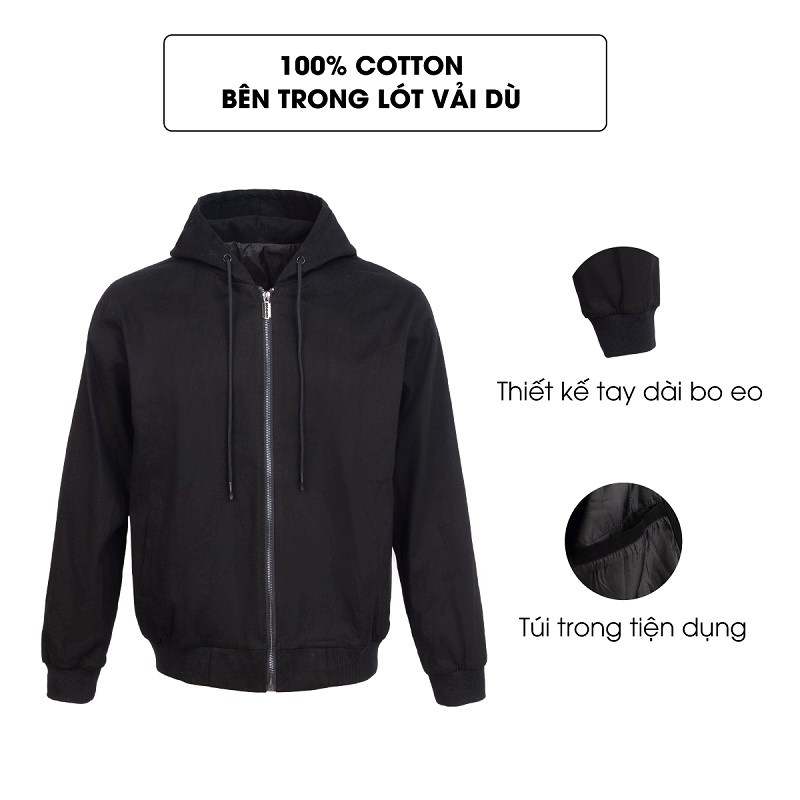 100% COTTON
BÊN TRONG LÓT VẢI DÙ
Thiết kế tay dài bo eo
Túi trong tiện dụng